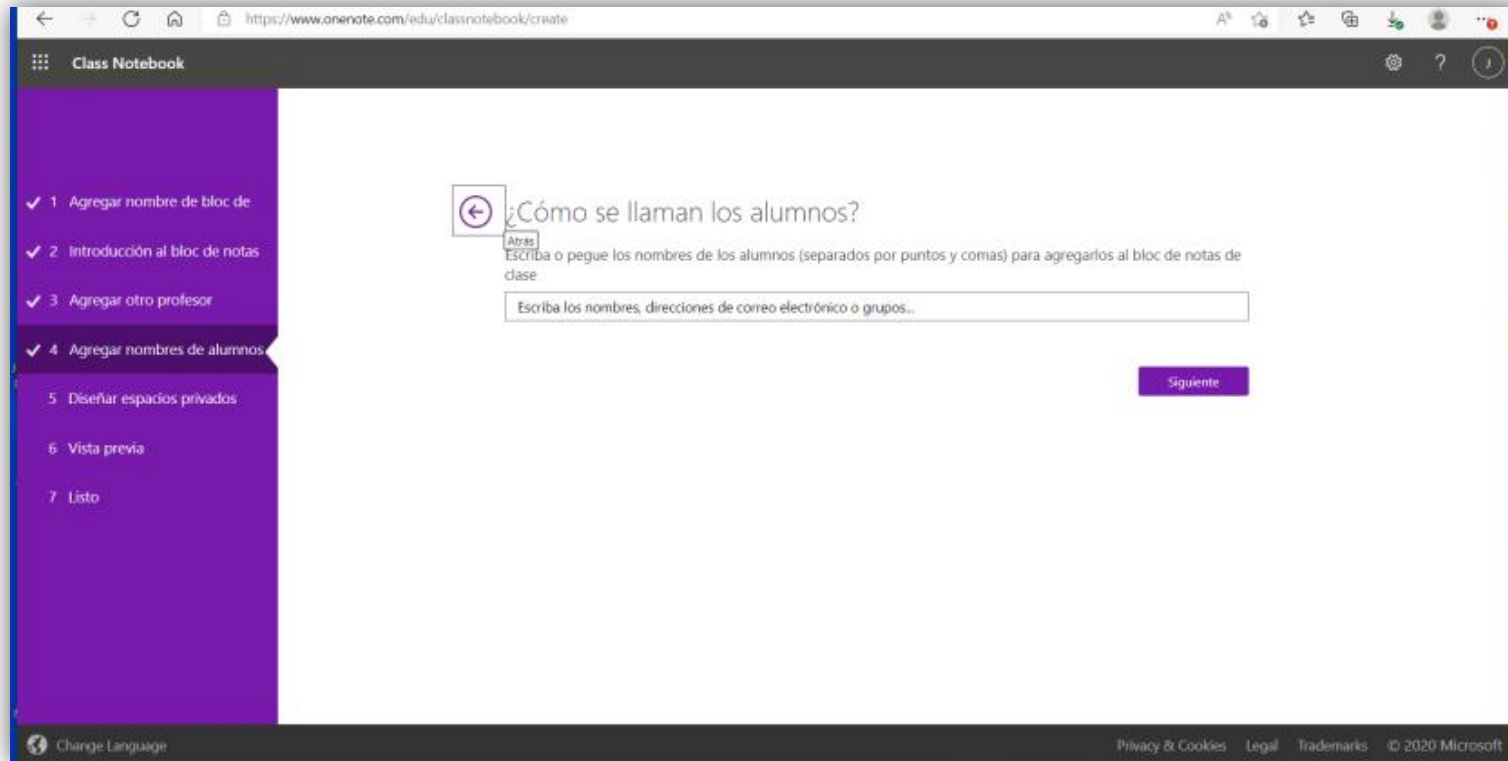 https://www.onenote.com/edu/classnotebook/create
Class Notebook
1 Agregar nombre de bloc de
2 Introducción al bloc de notas
3 Agregar otro profesor
4 Agregar nombres de alumnos
5 Diseñar espacios privados
6 Vista previa
7 Listo
¿Cómo se llaman los alumnos?
Atrás
Escriba o pegue los nombres de los alumnos (separados por puntos y comas) para agregarlos al bloc de notas de
clase
Escriba los nombres, direcciones de correo electrónico o grupos...
Siguiente
Change Language
Privacy & Cookies Legal Trademarks © 2020 Microsoft